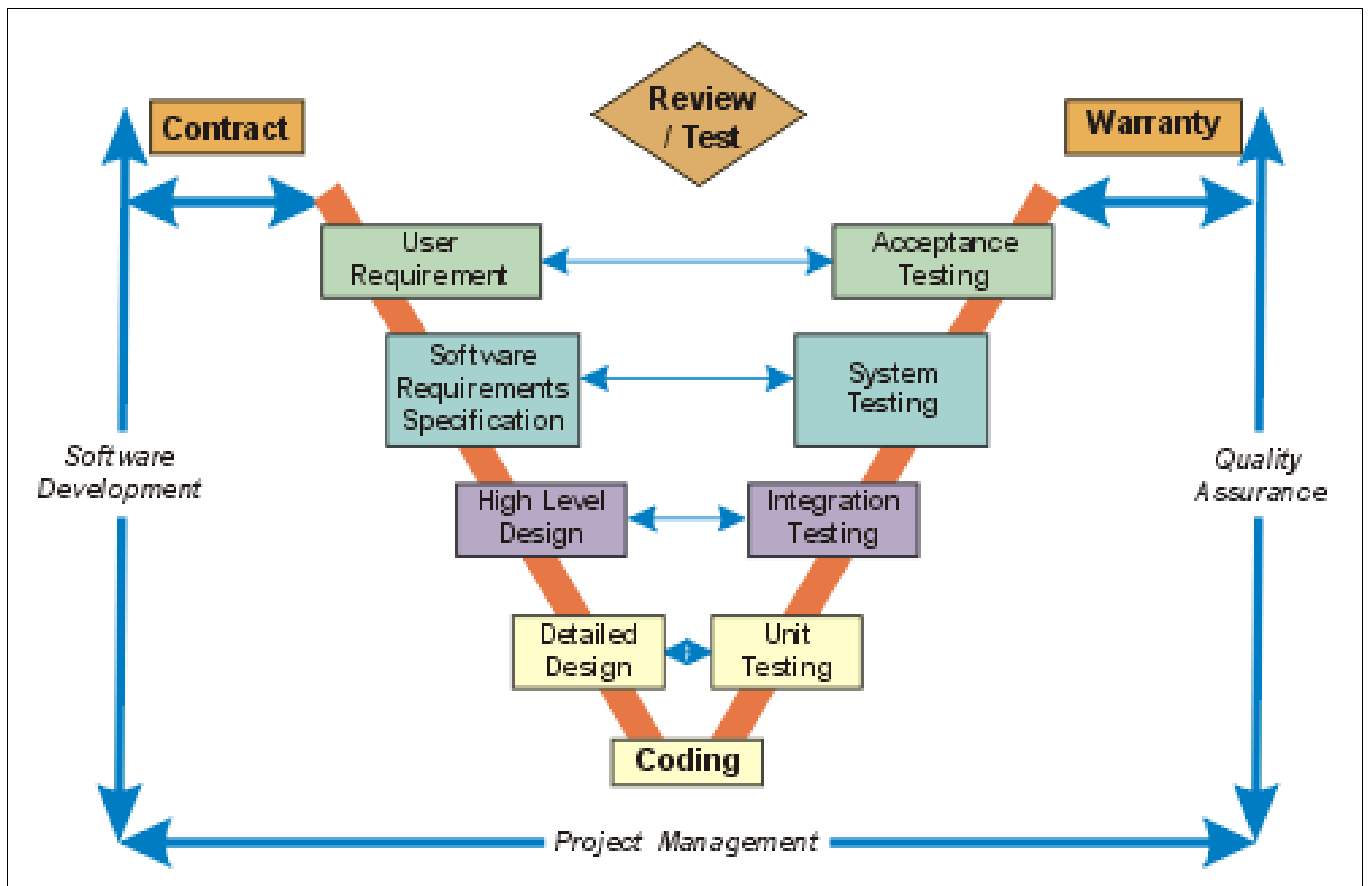 Review
/ Test
Contract
Warranty
User
Requirement
Acceptance
Testing
Software
Requirements
Specification
System
Testing
Software
Development
Quality
Assurance
High Level
Design
Integration
Testing
Detailed
Design
Unit
Testing
Coding
Project Management